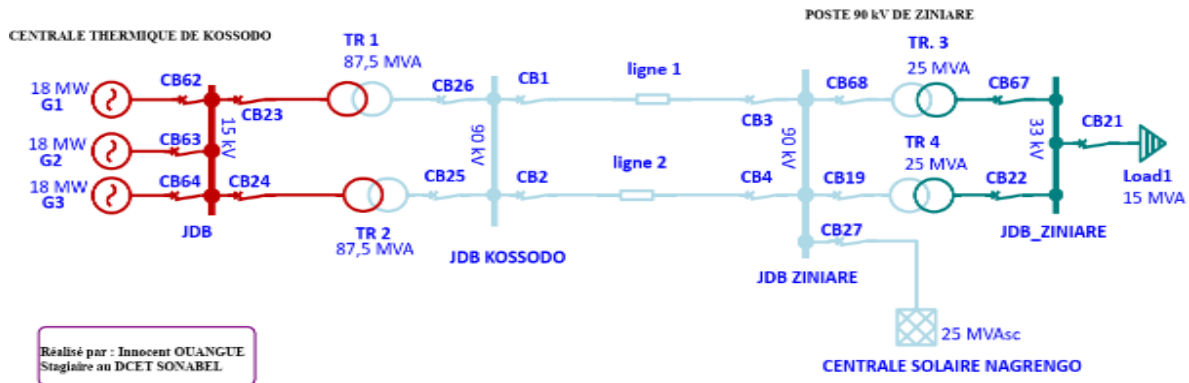 POSTE 90 kV DE ZINIARE
CENTRALE THERMIQUE DE KOSSODO
TR 1
87,5 MVA
TR. 3
25 MVA
18 MW
G1
CB62
CB23
CB26
CB1
ligne 1
CB3
CB68
CB67
15 kV
90 kV
90 kV
33 kV
18 MW
G2
CB63
CB21
Load1
15 MVA
18 MW
G3
CB64
CB24
TR 2
87,5 MVA
CB25
CB2
ligne 2
CB4
CB19
TR 4
25 MVA
CB22
JDB
JDB KOSSODO
JDB ZINIARE
CB27
JDB_ZINIARE
25 MVAsc
CENTRALE SOLAIRE NAGRENGO
Réalisé par : Innocent OUANGUE
Stagiaire au DCET SONABEL